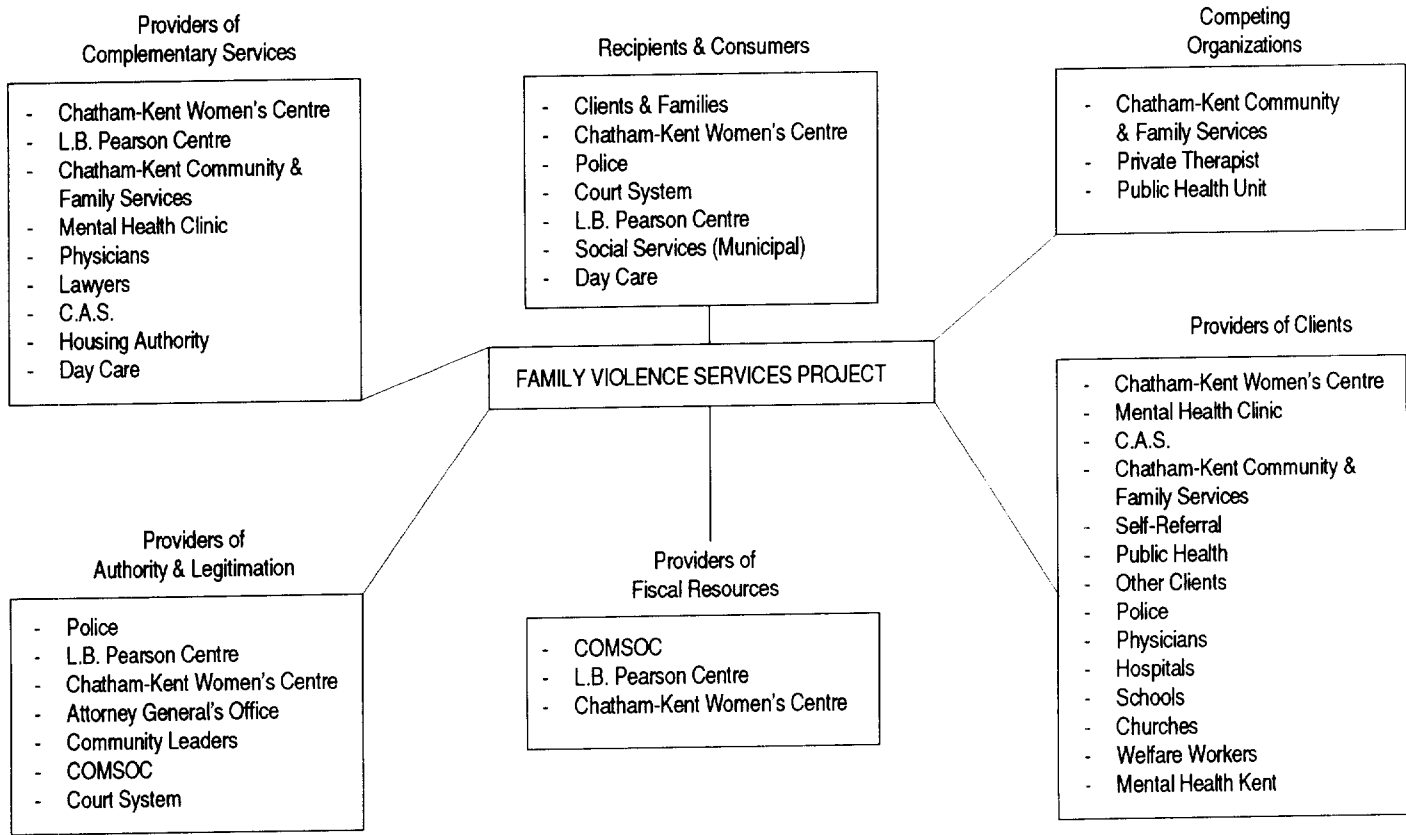 Providers of
Complementary Services
- Chatham-Kent Women's Centre
- L.B. Pearson Centre
- Chatham-Kent Community &
Family Services
- Mental Health Clinic
- Physicians
- Lawyers
- C.A.S.
- Housing Authority
- Day Care
Recipients & Consumers
- Clients & Families
- Chatham-Kent Women's Centre
- Police
- Court System
- L.B. Pearson Centre
- Social Services (Municipal)
- Day Care
Competing
Organizations
- Chatham-Kent Community
& Family Services
- Private Therapist
- Public Health Unit
FAMILY VIOLENCE SERVICES PROJECT
Providers of Clients
- Chatham-Kent Women's Centre
- Mental Health Clinic
- C.A.S.
- Chatham-Kent Community &
Family Services
- Self-Referral
- Public Health
- Other Clients
- Police
- Physicians
- Hospitals
- Schools
- Churches
- Welfare Workers
- Mental Health Kent
Providers of
Authority & Legitimation
- Police
- L.B. Pearson Centre
- Chatham-Kent Women's Centre
- Attorney General's Office
- Community Leaders
- COMSOC
- Court System
Providers of
Fiscal Resources
- COMSOC
- L.B. Pearson Centre
- Chatham-Kent Women's Centre